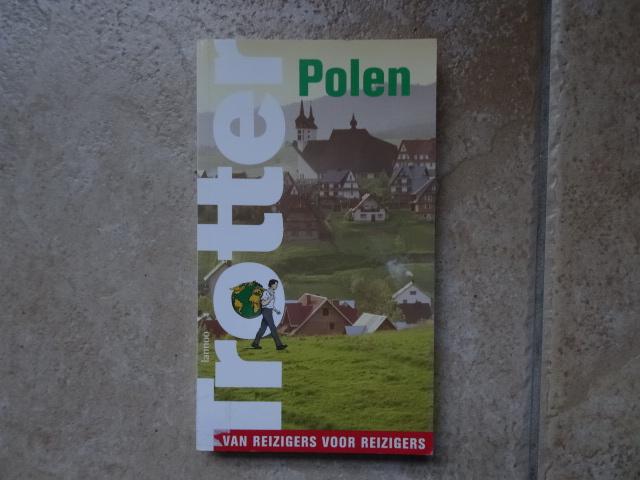 Polen
Trotter
lannoo
VAN REIZIGERS VOOR REIZIGERS